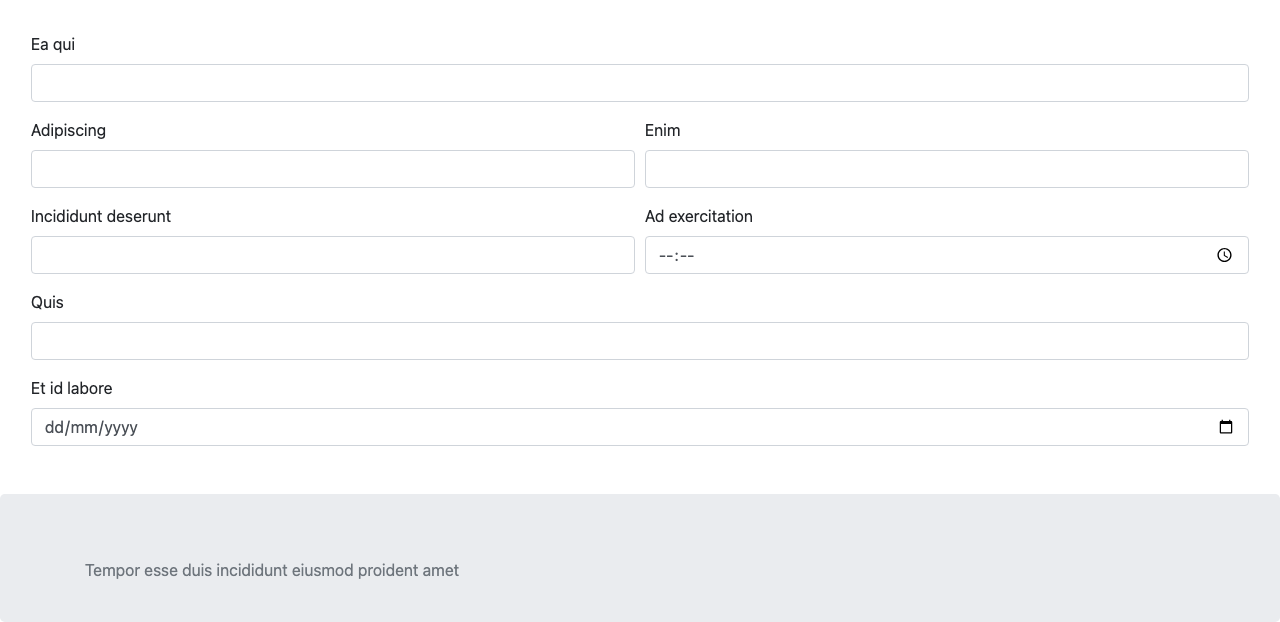 Ea qui
Adipiscing
Enim
Incididunt deserunt
Ad exercitation
--:--
Quis
Et id labore
dd/mm/yyyy
Tempor esse duis incididunt eiusmod proident amet